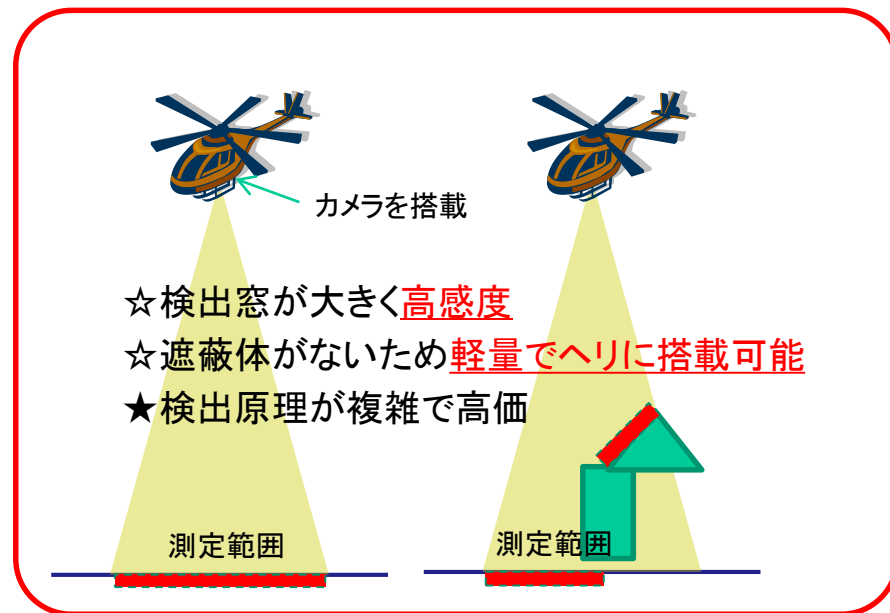 カメラを搭載
☆検出窓が大きく高感度
☆遮蔽体がないため軽量でヘリに搭載可能
★検出原理が複雑で高価
測定範囲
測定範囲